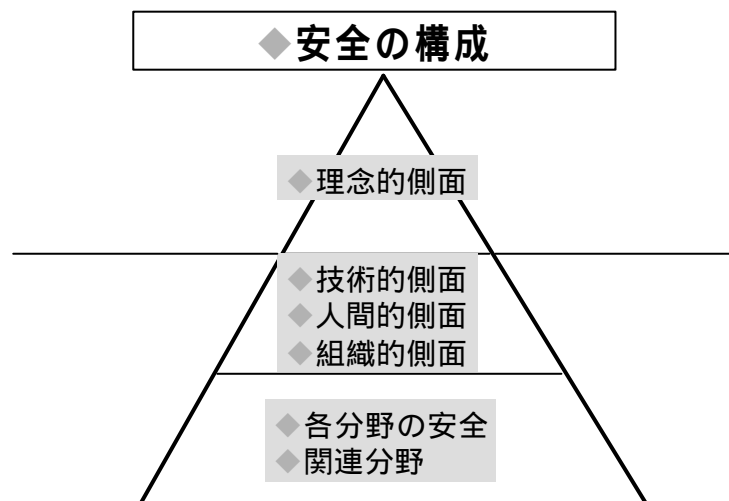 ◆安全の構成
◆理念的側面
◆技術的側面
◆人間的側面
◆組織的側面
◆各分野の安全
◆関連分野